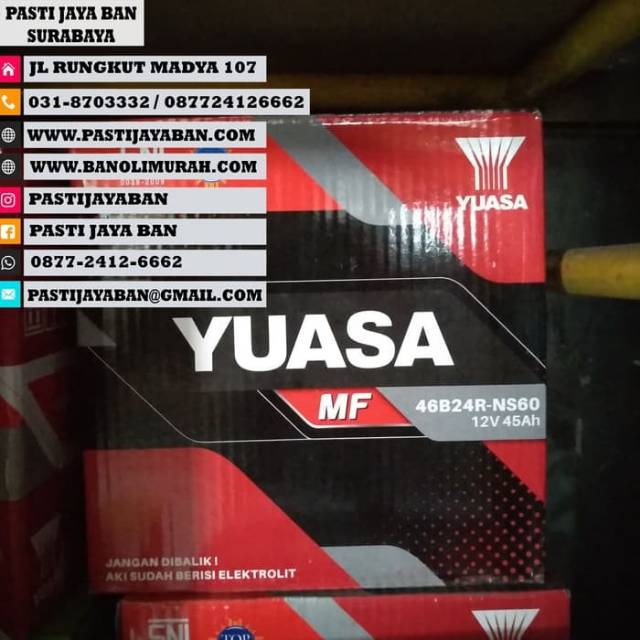 PASTI JAYA BAN
SURABAYA
JL RUNGKUT MADYA 107
031-8703332 / 087724126662
WWW.PASTIJAYABAN.COM
WWW.BANOLIMURAH.COM
PASTIJAYABAN
PASTI JAYA BAN
0877-2412-6662
PASTIJAYABAN@GMAIL.COM
YUASA
YUASA
MF
46B24R-NS60
12V 45Ah
JANGAN DIBALIK !
AKI SUDAH BERISI ELEKTROLIT
SNI
TOP
YUASA